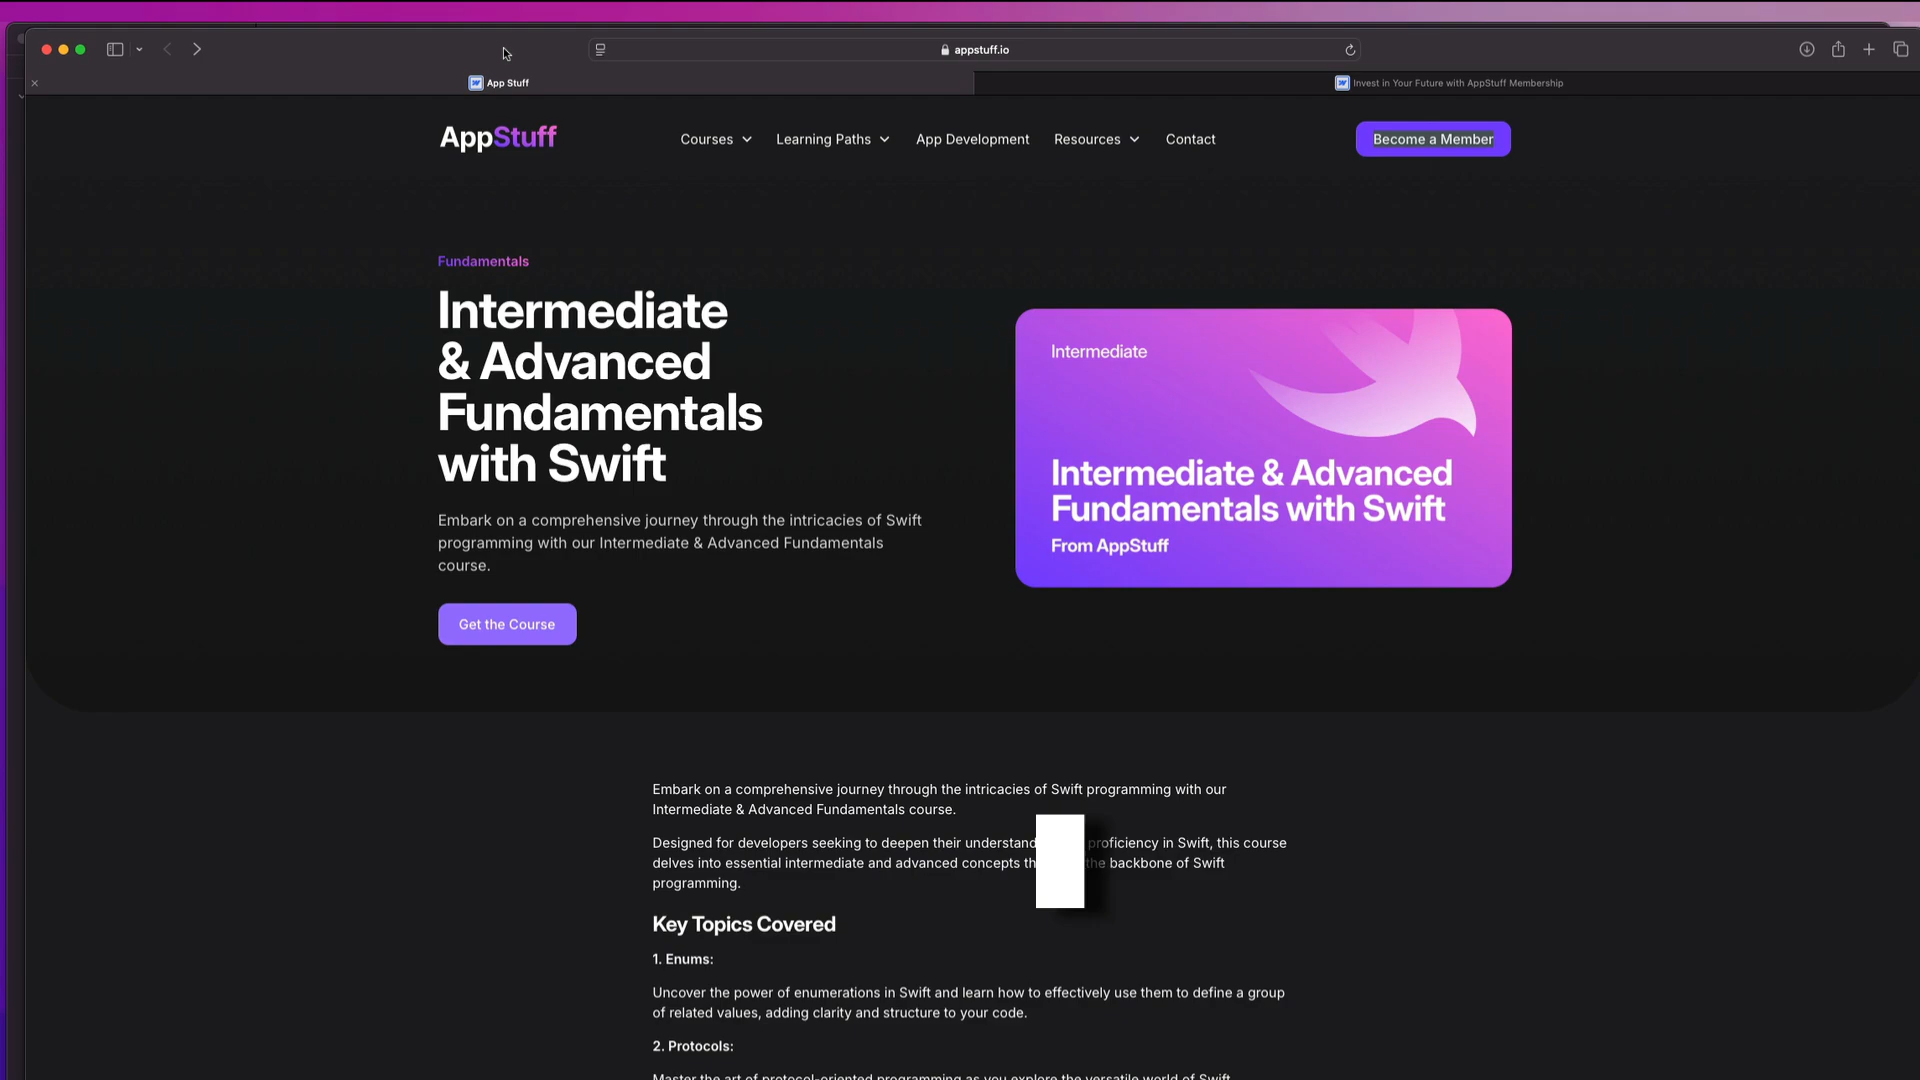 appstuff.io
App Stuff
Invest in Your Future with AppStuff Membership
AppStuff
Courses
Learning Paths
App Development
Resources
Contact
Become a Member
Fundamentals
Intermediate
& Advanced
Fundamentals
with Swift
Embark on a comprehensive journey through the intricacies of Swift
programming with our Intermediate & Advanced Fundamentals
course.
Get the Course
Intermediate
Intermediate & Advanced
Fundamentals with Swift
From AppStuff
Embark on a comprehensive journey through the intricacies of Swift programming with our
Intermediate & Advanced Fundamentals course.
Designed for developers seeking to deepen their understand proficiency in Swift, this course
delves into essential intermediate and advanced concepts th the backbone of Swift
programming.
Key Topics Covered
1. Enums:
Uncover the power of enumerations in Swift and learn how to effectively use them to define a group
of related values, adding clarity and structure to your code.
2. Protocols:
Master the art of protocol-oriented programming as you explore the versatile world of Swift